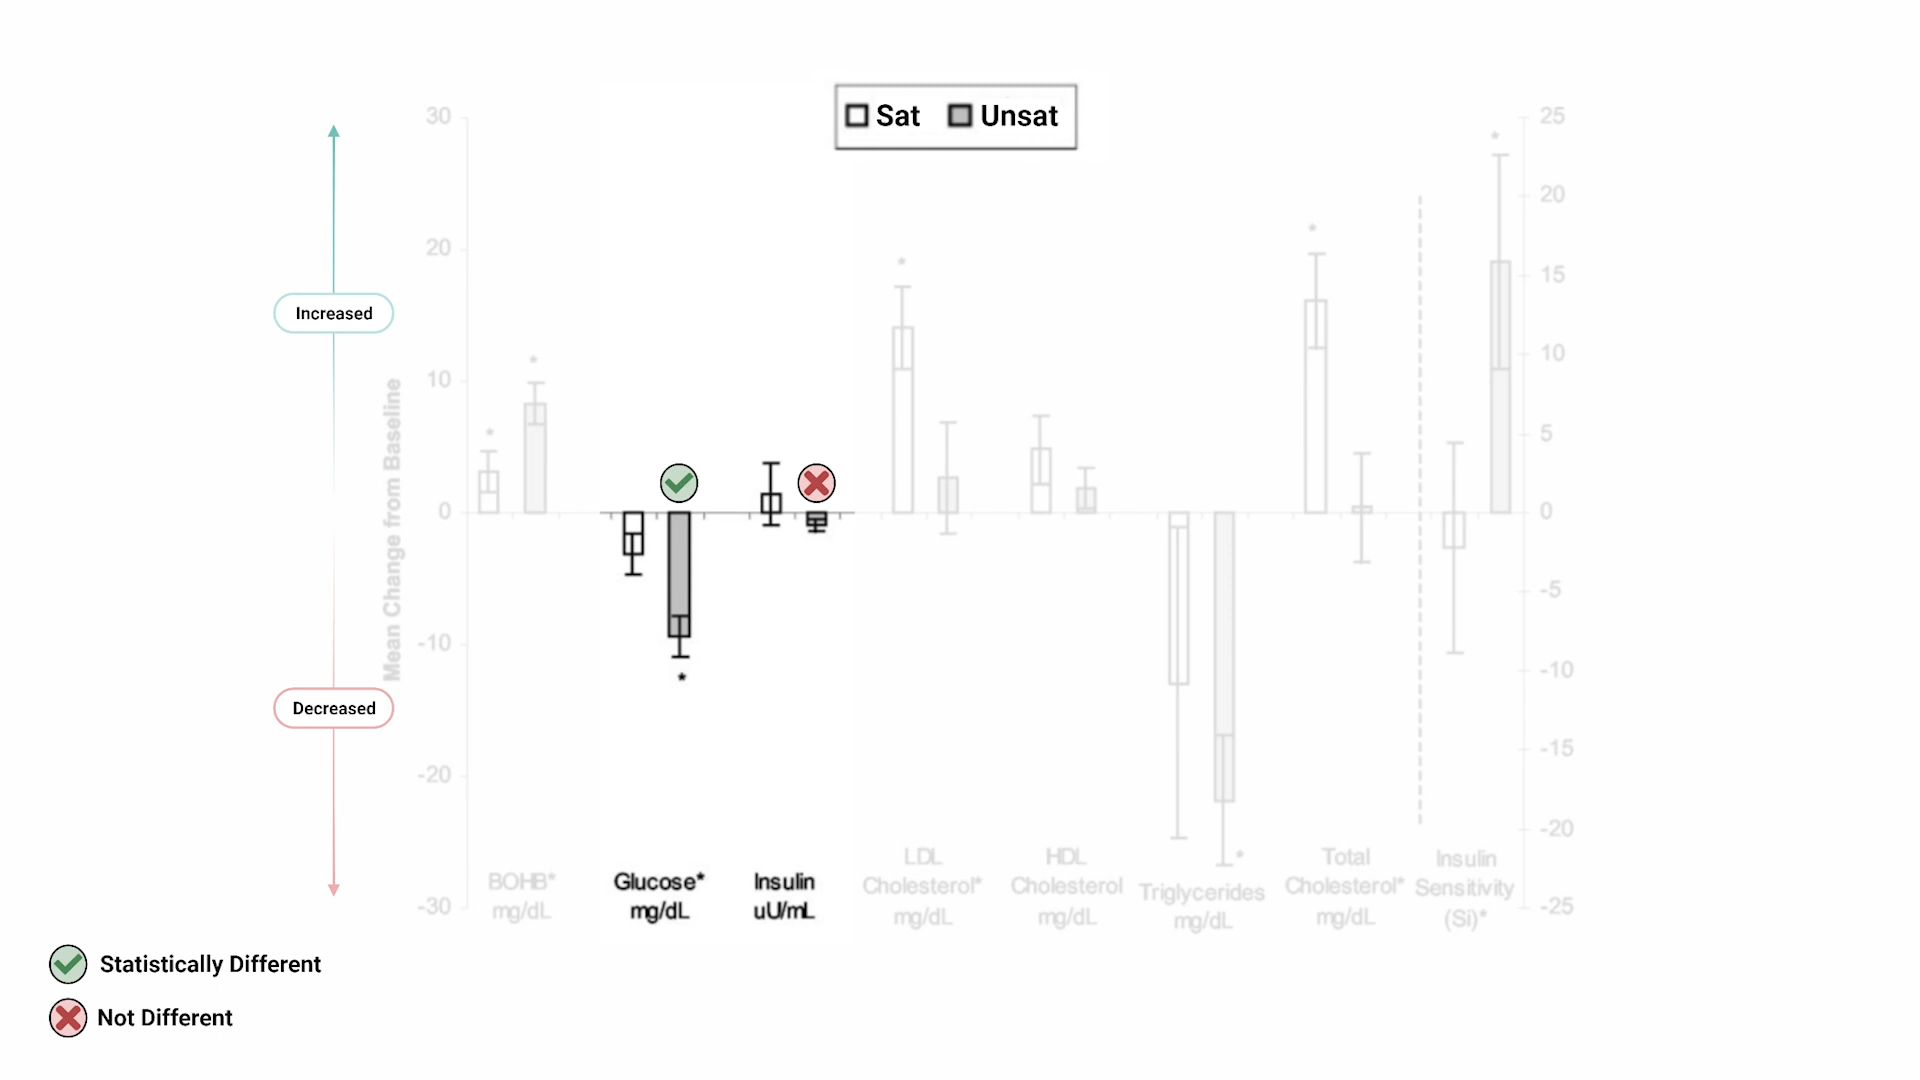 Sat Unsat
30
20
10
0
-10
-20
-30
Mean Change from Baseline
Increased
Decreased
25
20
15
10
5
0
-5
-10
-15
-20
-25
*
*
*
*
*
*
*
BOHB*
mg/dL
Glucose*
mg/dL
Insulin
uU/mL
LDL
Cholesterol*
mg/dL
HDL
Cholesterol
mg/dL
Triglycerides
mg/dL
Total
Cholesterol*
mg/dL
Insulin
Sensitivity
(Si)*
Statistically Different
Not Different